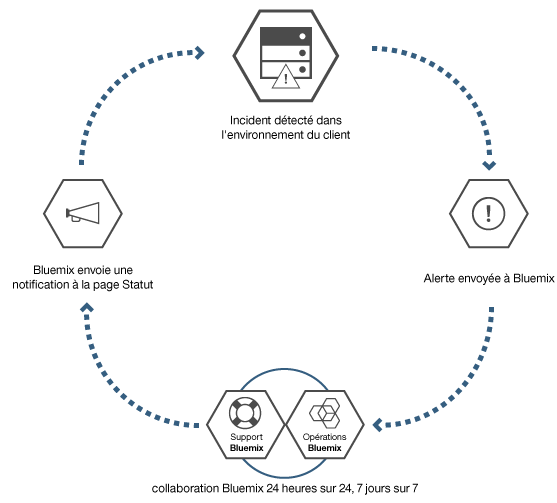 Incident détecté dans
l'environnement du client
Alerte envoyée à Bluemix
Support
Bluemix
Opérations
Bluemix
collaboration Bluemix 24 heures sur 24, 7 jours sur 7
Bluemix envoie une
notification à la page Statut